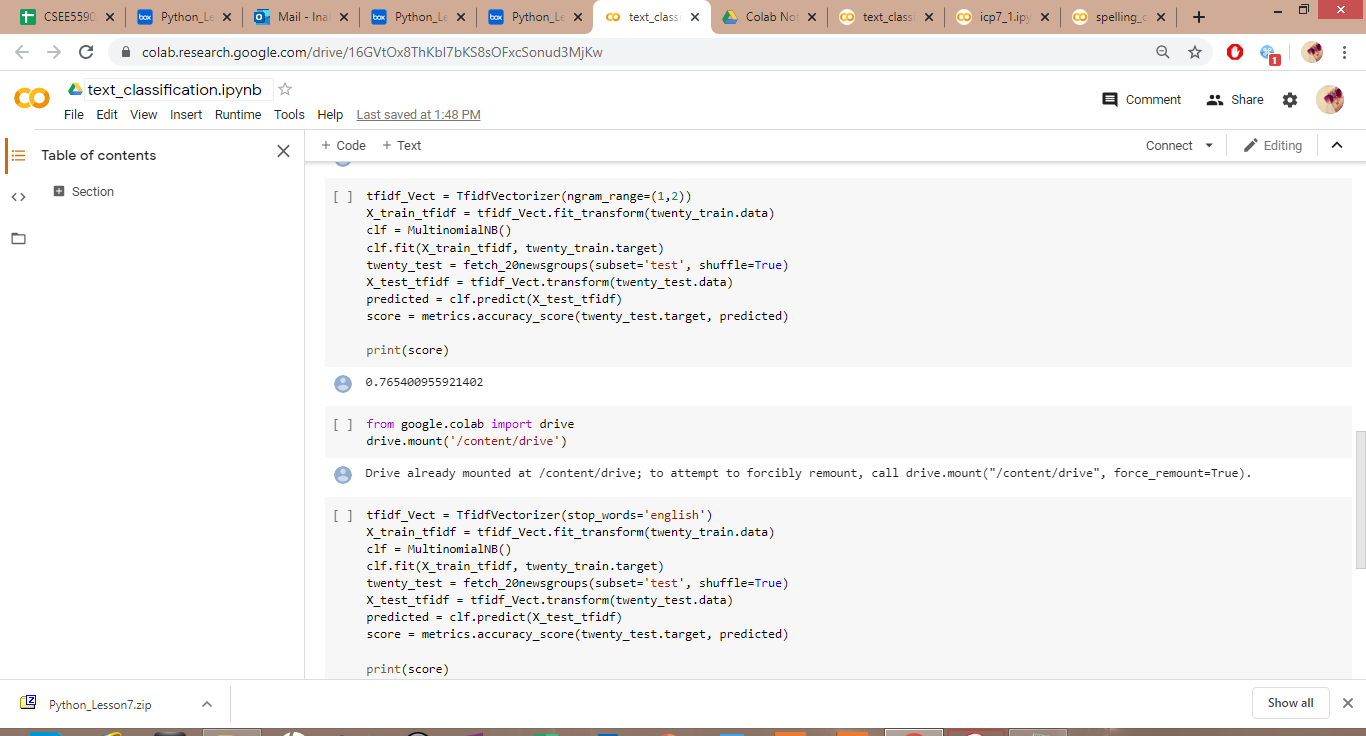 CSEE5590
Python_Le
Mail - Ina
Python_Le
Python_Le
text_classi
Colab Not
text_classi
icp7_1.ipy
spelling_c
colab.research.google.com/drive/16GVtOx8ThKbI7bKS8sOFxcSonud3MjKw
1
text_classification.ipynb
Comment
Share
File Edit View Insert Runtime Tools Help Last saved at 1:48 PM
Table of contents
+ Code + Text
Connect
Editing
Section
[ ] tfidf_Vect = TfidfVectorizer(ngram_range=(1,2))
X_train_tfidf = tfidf_Vect.fit_transform(twenty_train.data)
clf = MultinomialNB()
clf.fit(X_train_tfidf, twenty_train.target)
twenty_test = fetch_20newsgroups(subset='test', shuffle=True)
X_test_tfidf = tfidf_Vect.transform(twenty_test.data)
predicted = clf.predict(X_test_tfidf)
score = metrics.accuracy_score(twenty_test.target, predicted)
print(score)
0.765400955921402
[ ] from google.colab import drive
drive.mount('/content/drive')
Drive already mounted at /content/drive; to attempt to forcibly remount, call drive.mount("/content/drive", force_remount=True).
[ ] tfidf_Vect = TfidfVectorizer(stop_words='english')
X_train_tfidf = tfidf_Vect.fit_transform(twenty_train.data)
clf = MultinomialNB()
clf.fit(X_train_tfidf, twenty_train.target)
twenty_test = fetch_20newsgroups(subset='test', shuffle=True)
X_test_tfidf = tfidf_Vect.transform(twenty_test.data)
predicted = clf.predict(X_test_tfidf)
score = metrics.accuracy_score(twenty_test.target, predicted)
print(score)
Python_Lesson7.zip
Show all